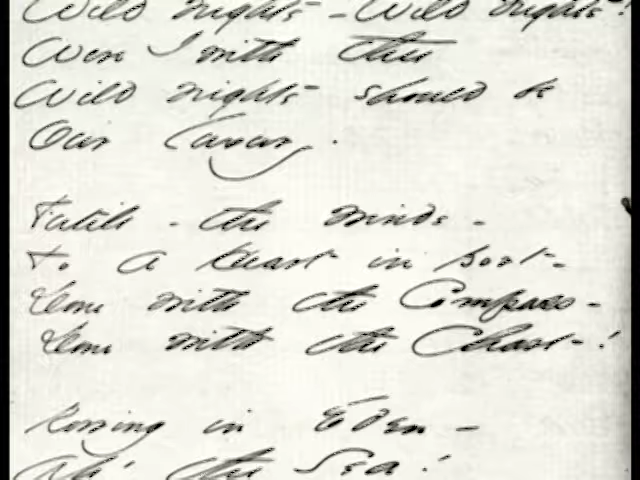 Wild nights - Wild nights!
Were I with thee
Wild nights should be
Our luxury.
Futile - the winds -
To a Heart in port -
Done with the Compass -
Done with the Chart - !
Rowing in Eden -
Ah! the Sea!